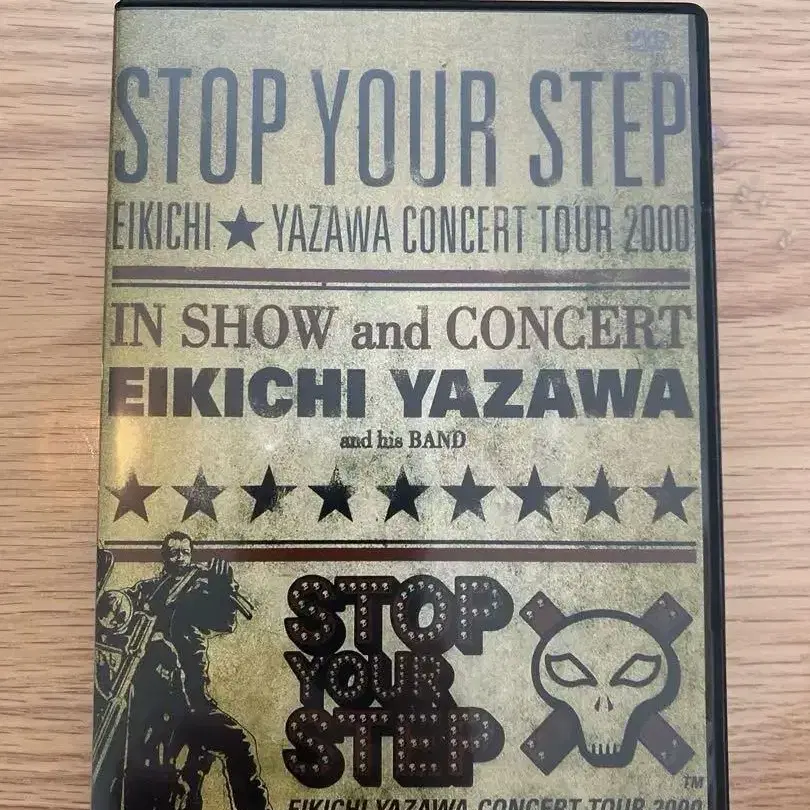 DVD
STOP YOUR STEP
EIKICHI★YAZAWA CONCERT TOUR 2000
IN SHOW and CONCERT
EIKICHI YAZAWA
and his BAND
STOP
YOUR
STEP
TM
EIKICHI YAZAWA CONCERT TOUR 2000